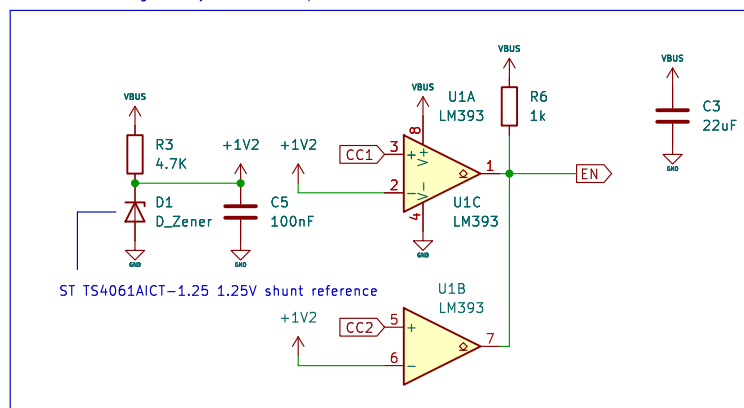 VBUS
R3
4.7K
+1V2
D1
D_Zener
C5
100nF
GND
GND
ST TS4061AICT-1.25 1.25V shunt reference
+1V2
CC1
VBUS
U1A
LM393
8
V+
3
+
2
-
1
V-
4
U1C
LM393
GND
VBUS
R6
1k
EN
VBUS
C3
22uF
GND
+1V2
CC2
U1B
LM393
5
+
6
-
7